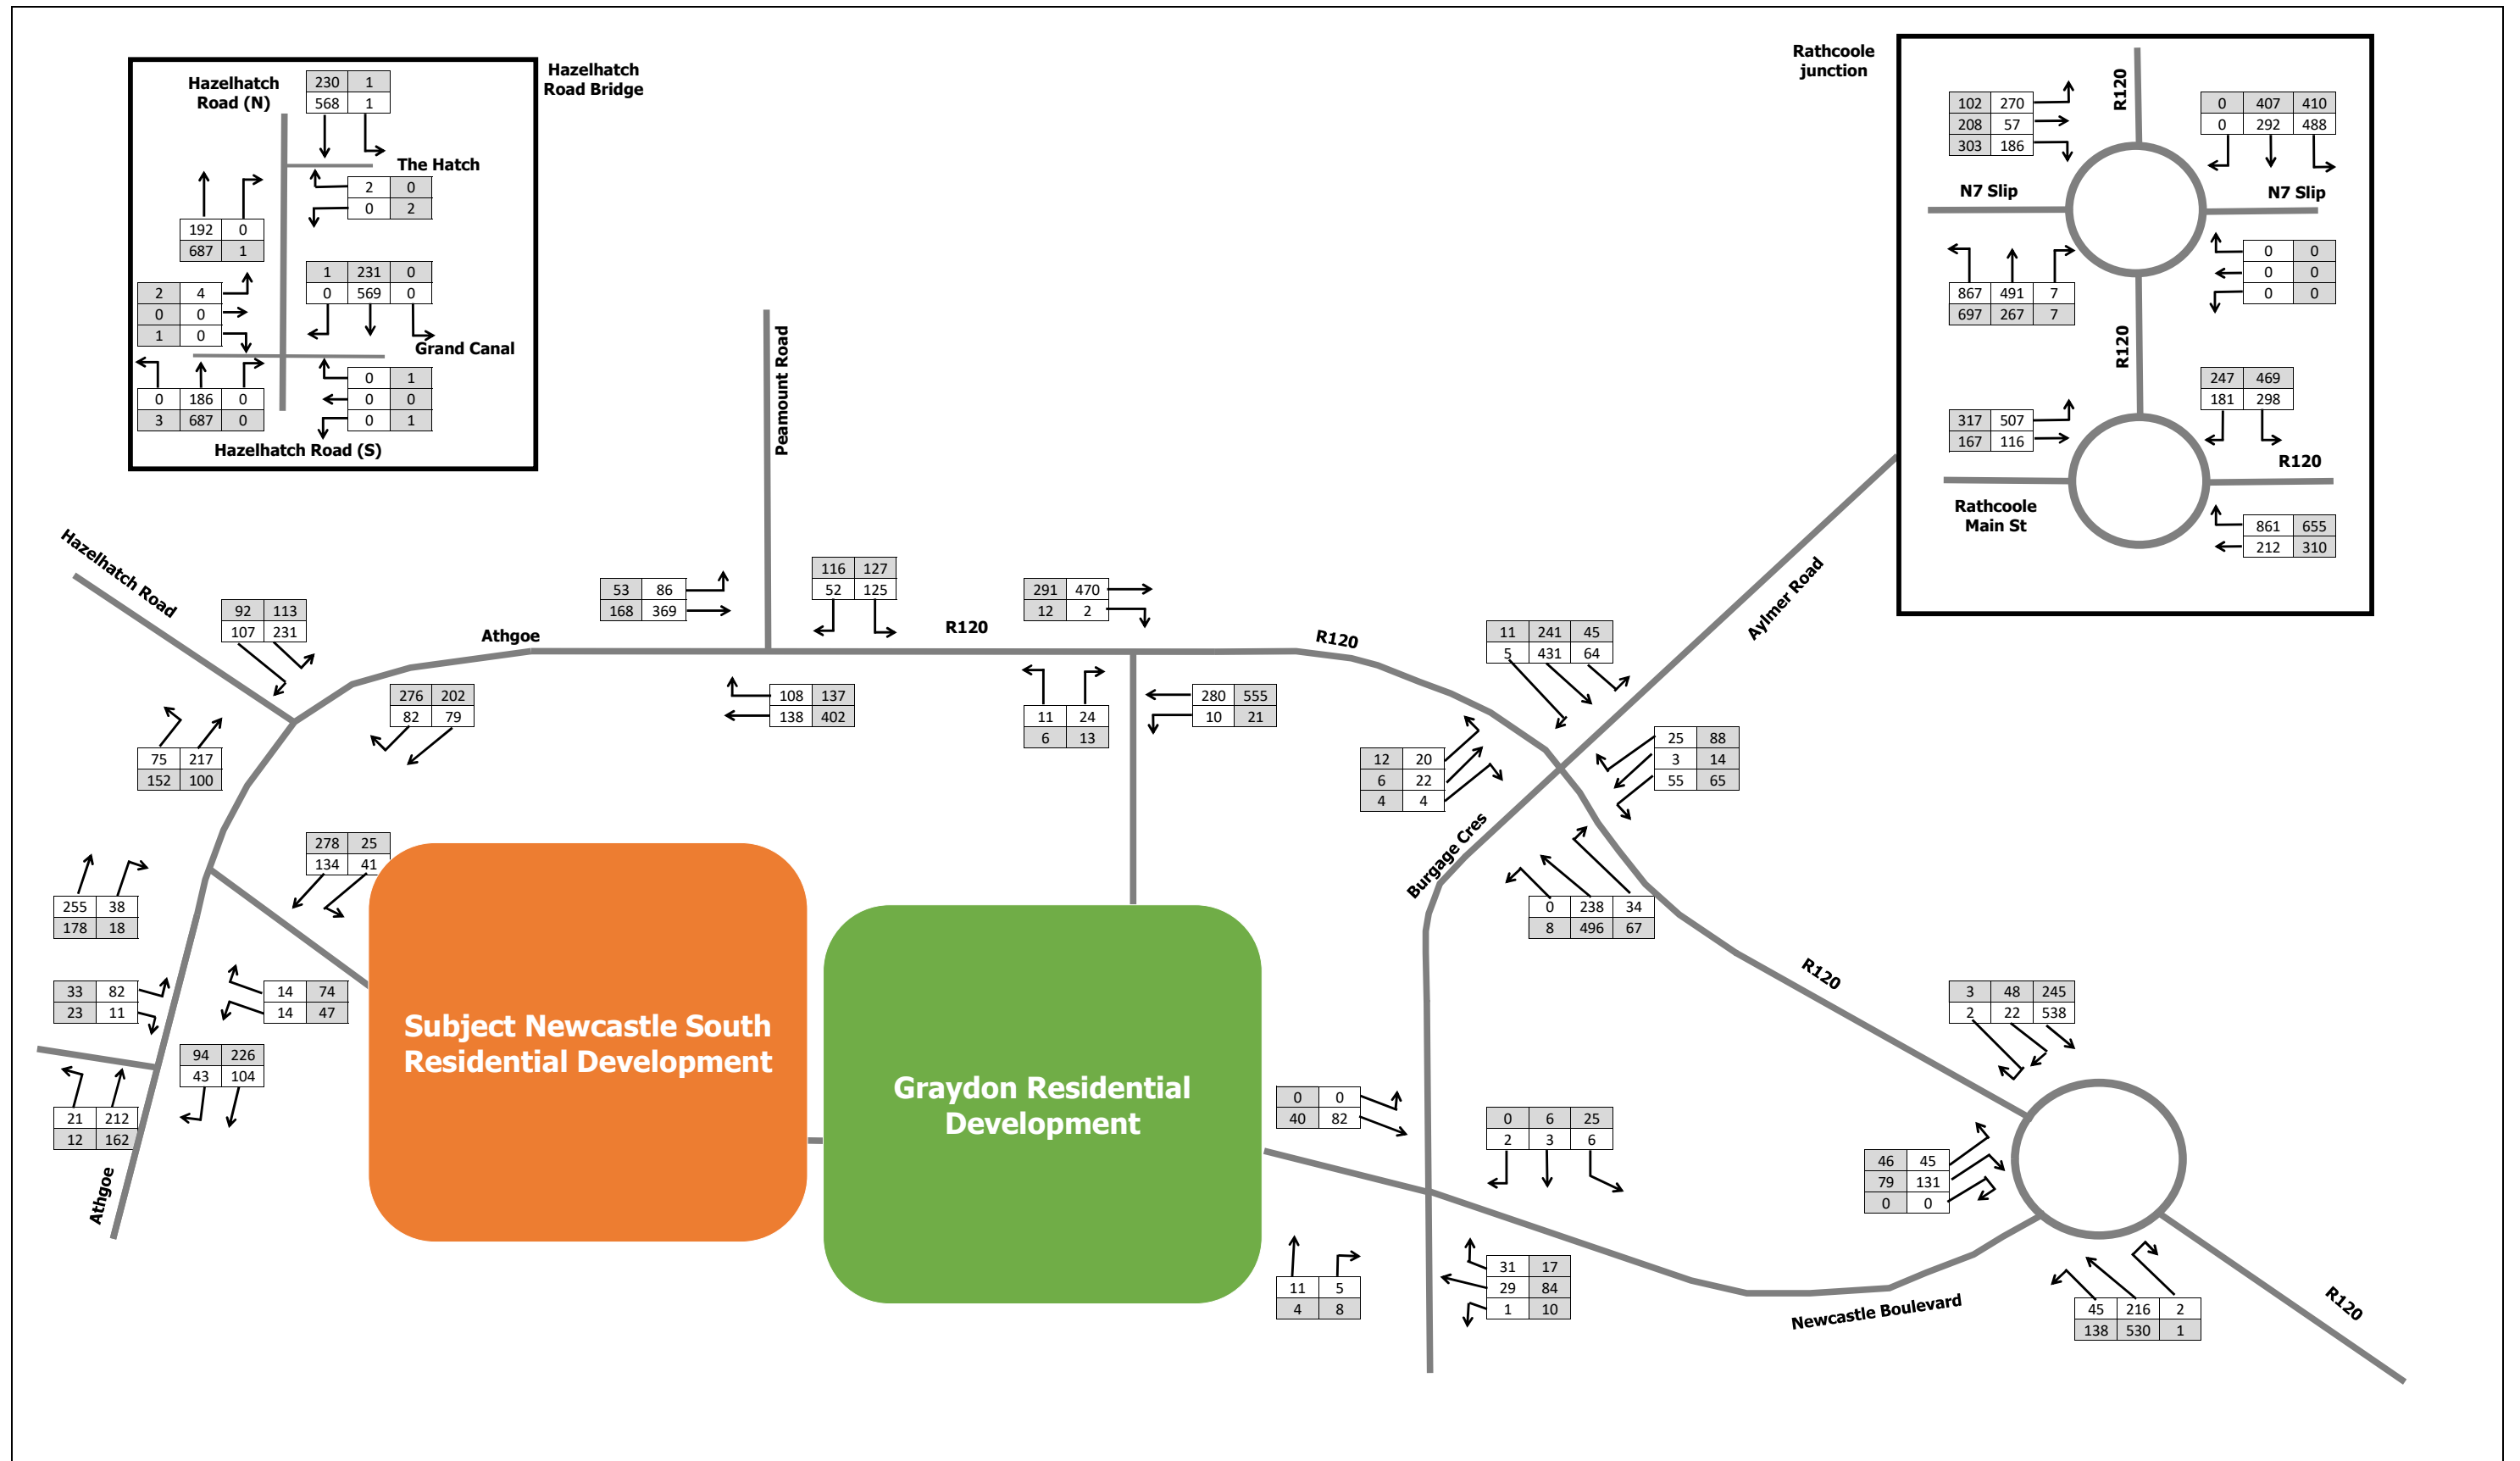 Hazelhatch
Road (N)
230 1
568 1
Hazelhatch
Road Bridge
The Hatch
2 0
0 2
192 0
687 1
1 231 0
0 569 0
2 4
0 0
1 0
Grand Canal
0 1
0 0
0 1
0 186 0
3 687 0
Hazelhatch Road (S)
Rathcoole
junction
R120
102 270
208 57
303 186
0 407 410
0 292 488
N7 Slip
N7 Slip
0 0
0 0
0 0
867 491 7
697 267 7
R120
247 469
181 298
317 507
167 116
R120
Rathcoole
Main St
861 655
212 310
Peamount Road
Hazelhatch Road
92 113
107 231
Athgoe
53 86
168 369
116 127
52 125
R120
291 470
12 2
R120
11 241 45
5 431 64
Aylmer Road
276 202
82 79
108 137
138 402
11 24
6 13
280 555
10 21
75 217
152 100
12 20
6 22
4 4
25 88
3 14
55 65
Burgage Cres
278 25
134 41
255 38
178 18
0 238 34
8 496 67
R120
33 82
23 11
14 74
14 47
3 48 245
2 22 538
94 226
43 104
21 212
12 162
Athgoe
Subject Newcastle South
Residential Development
Graydon Residential
Development
0 0
40 82
0 6 25
2 3 6
46 45
79 131
0 0
11 5
4 8
31 17
29 84
1 10
Newcastle Boulevard
45 216 2
138 530 1
R120